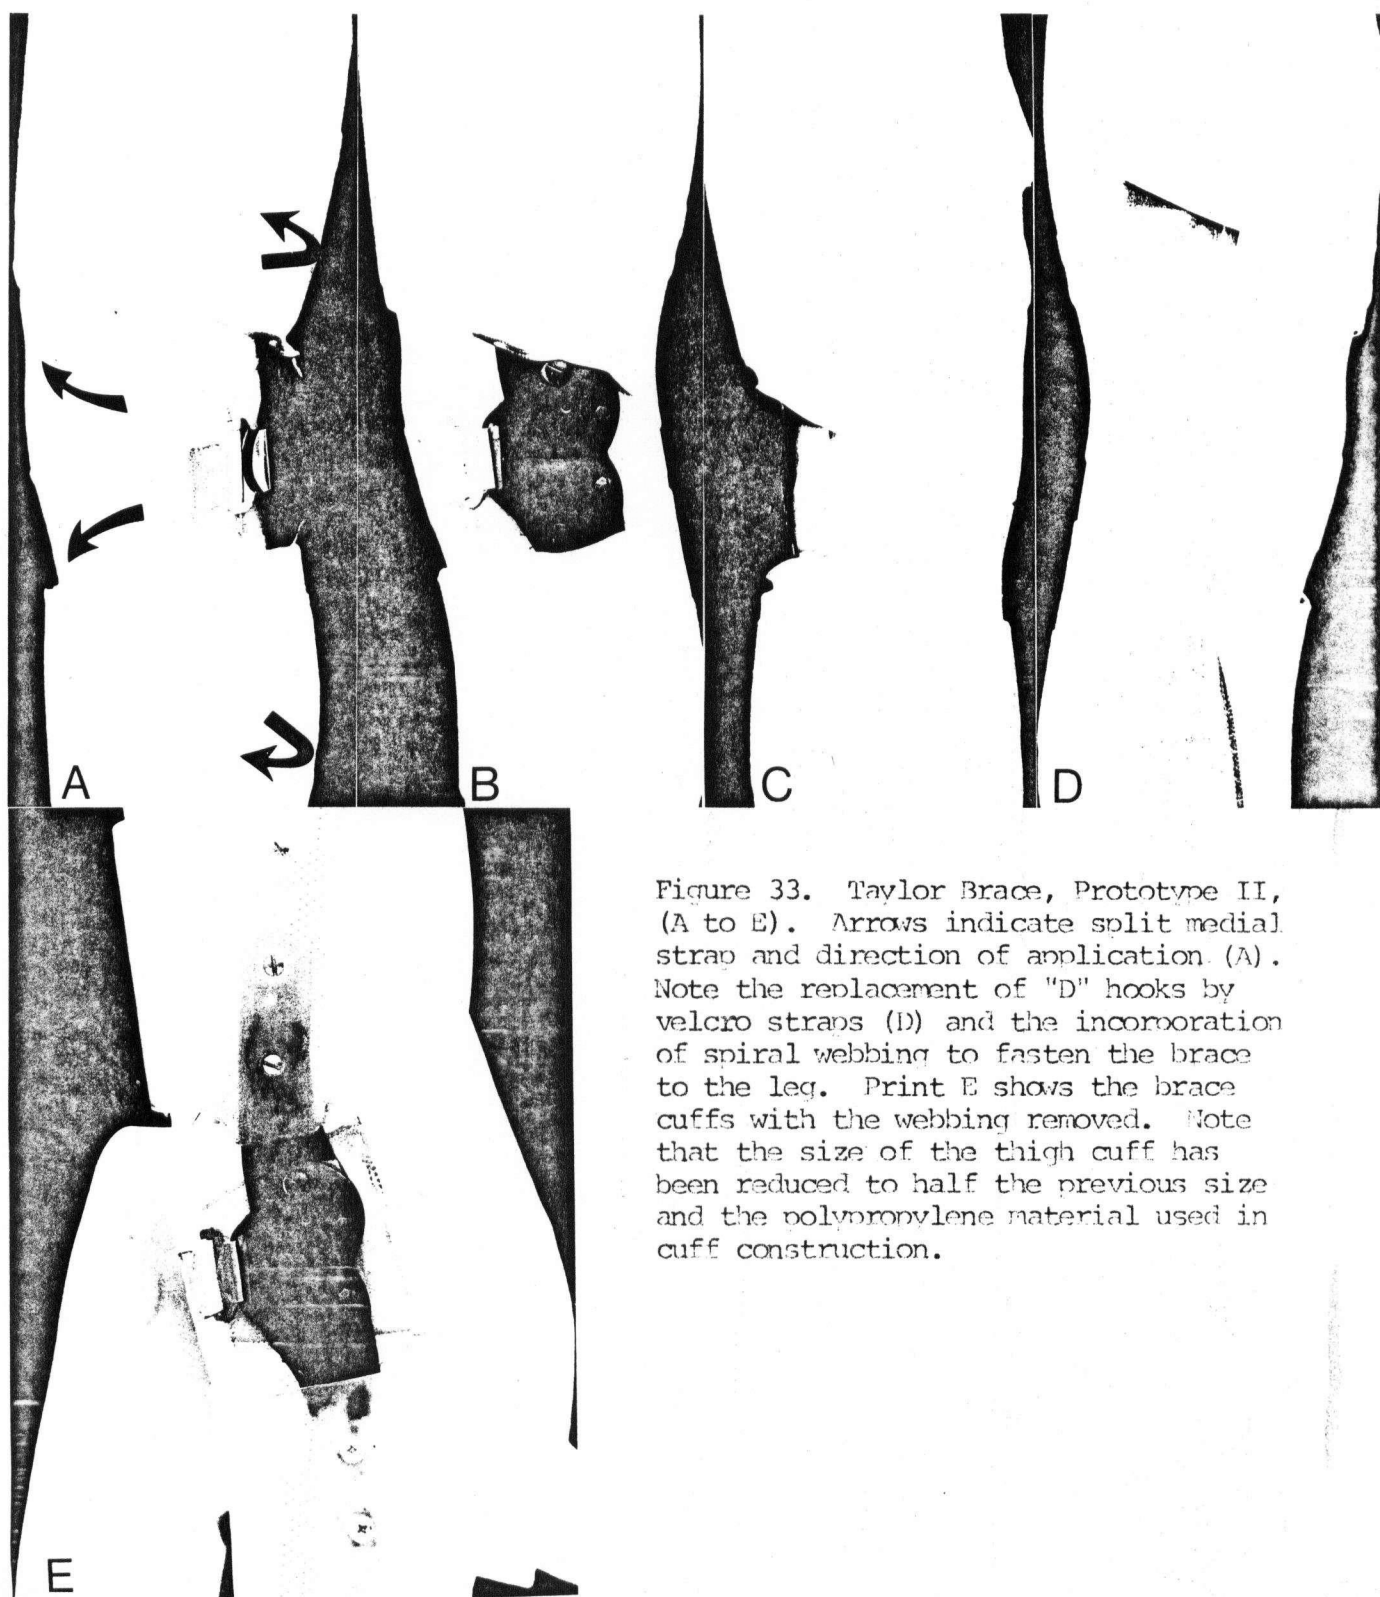 A
B
C
D
E
Figure 33. Taylor Brace, Prototype II,
(A to E). Arrows indicate split medial
strap and direction of application (A).
Note the replacement of "D" hooks by
velcro straps (D) and the incorporation
of spiral webbing to fasten the brace
to the leg. Print E shows the brace
cuffs with the webbing removed. Note
that the size of the thigh cuff has
been reduced to half the previous size
and the polypropylene material used in
cuff construction.